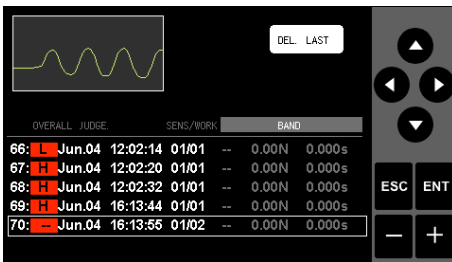 DEL. LAST
OVERALL JUDGE. SENS/WORK BAND
66: L Jun.04 12:02:14 01/01 -- 0.00N 0.000s
67: H Jun.04 12:02:20 01/01 -- 0.00N 0.000s
68: H Jun.04 12:02:32 01/01 -- 0.00N 0.000s
69: H Jun.04 16:13:44 01/01 -- 0.00N 0.000s
70: -- Jun.04 16:13:55 01/02 -- 0.00N 0.000s
ESC ENT
− +